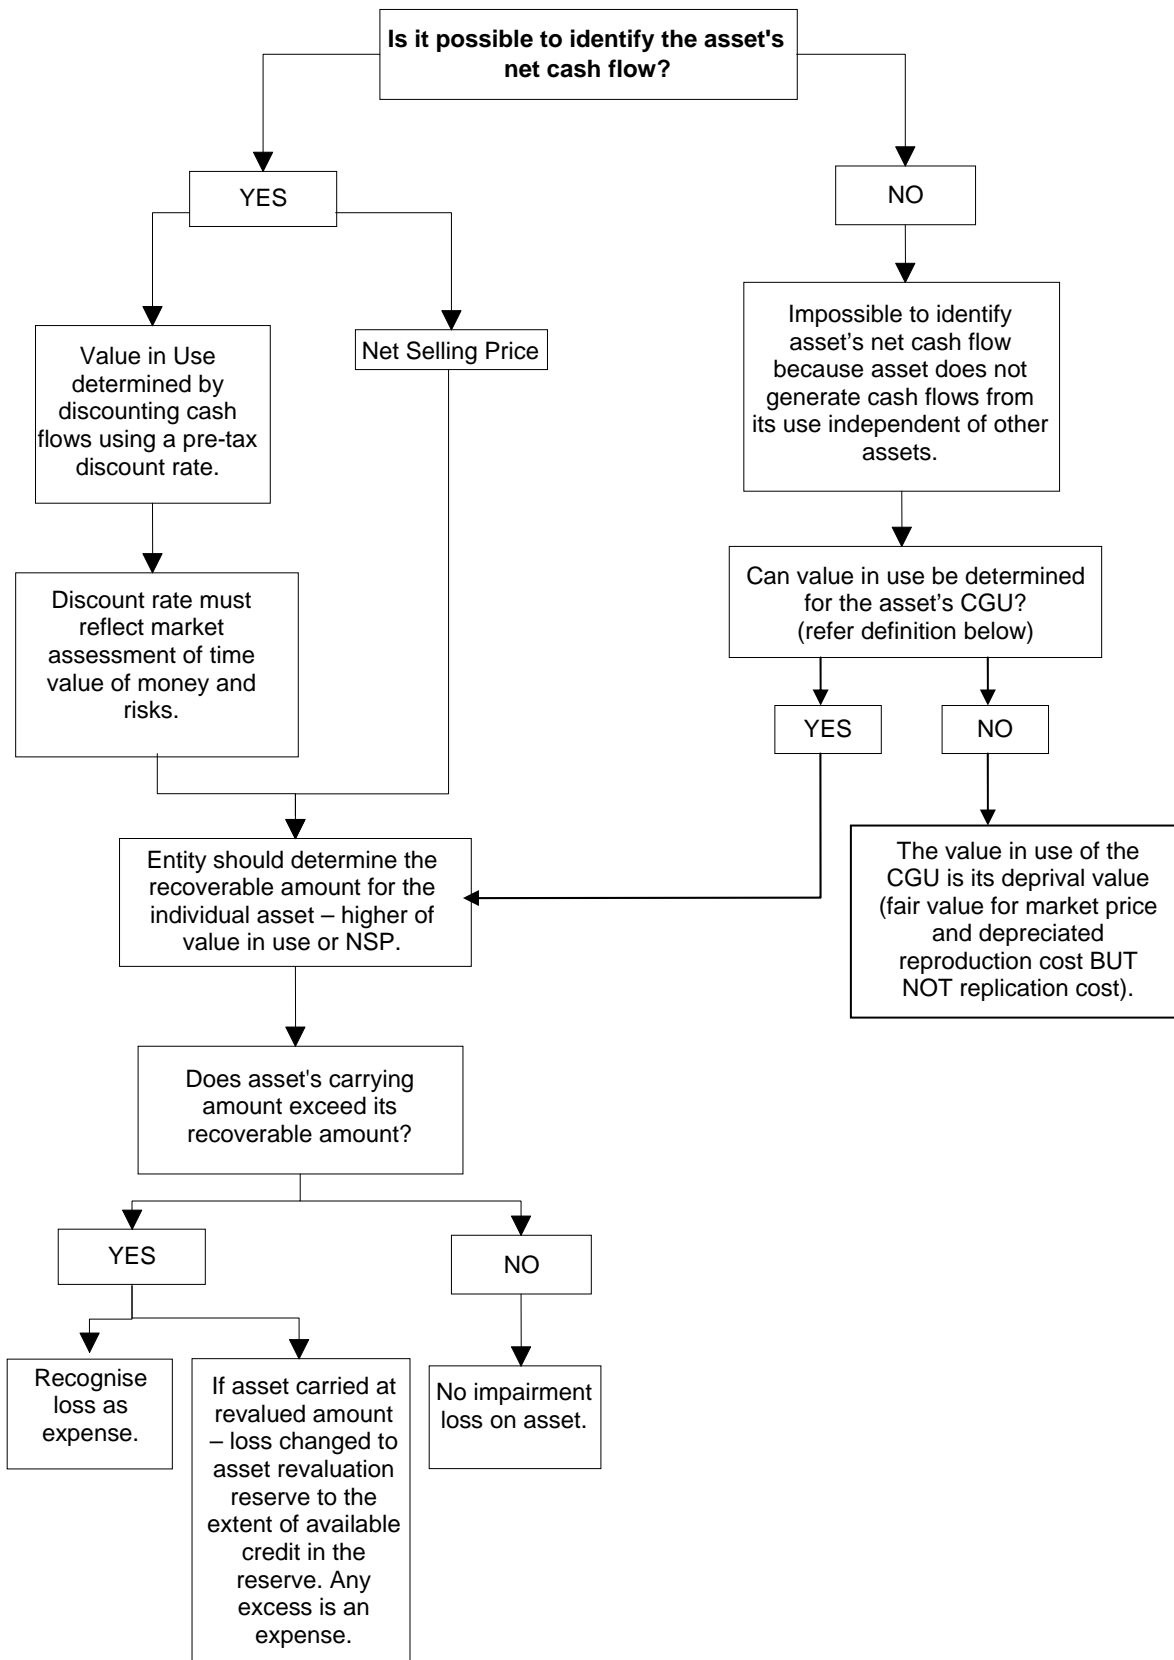 Is it possible to identify the asset's
net cash flow?
YES
NO
Value in Use
determined by
discounting cash
flows using a pre-tax
discount rate.
Net Selling Price
Impossible to identify
asset’s net cash flow
because asset does not
generate cash flows from
its use independent of other
assets.
Discount rate must
reflect market
assessment of time
value of money and
risks.
Can value in use be determined
for the asset’s CGU?
(refer definition below)
YES
NO
Entity should determine the
recoverable amount for the
individual asset – higher of
value in use or NSP.
The value in use of the
CGU is its deprival value
(fair value for market price
and depreciated
reproduction cost BUT
NOT replication cost).
Does asset's carrying
amount exceed its
recoverable amount?
YES
NO
Recognise
loss as
expense.
If asset carried at
revalued amount
– loss changed to
asset revaluation
reserve to the
extent of available
credit in the
reserve. Any
excess is an
expense.
No impairment
loss on asset.